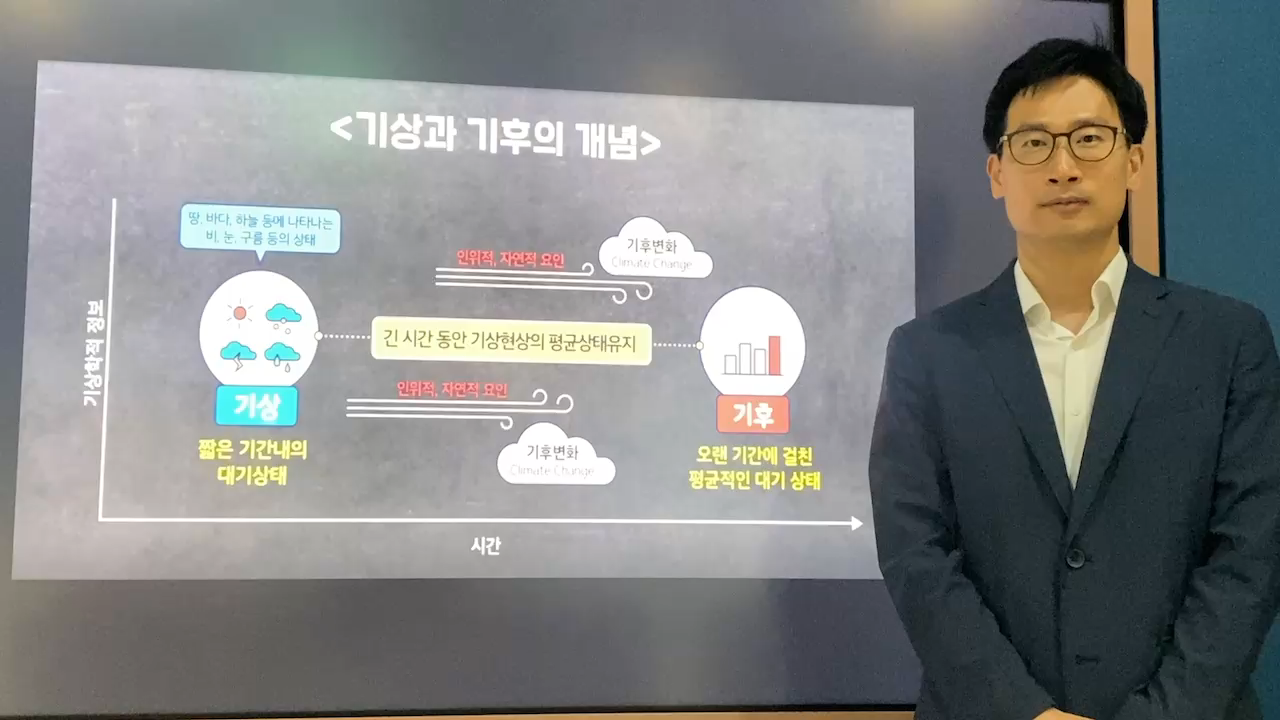 <기상과 기후의 개념>
땅, 바다, 하늘 등에 나타나는
비, 눈, 구름 등의 상태
인위적, 자연적 요인
기후변화
Climate Change
기상학적 정보
긴 시간 동안 기상현상의 평균상태유지
인위적, 자연적 요인
기상
기후
짧은 기간내의
대기상태
기후변화
Climate Change
오랜 기간에 걸친
평균적인 대기 상태
시간